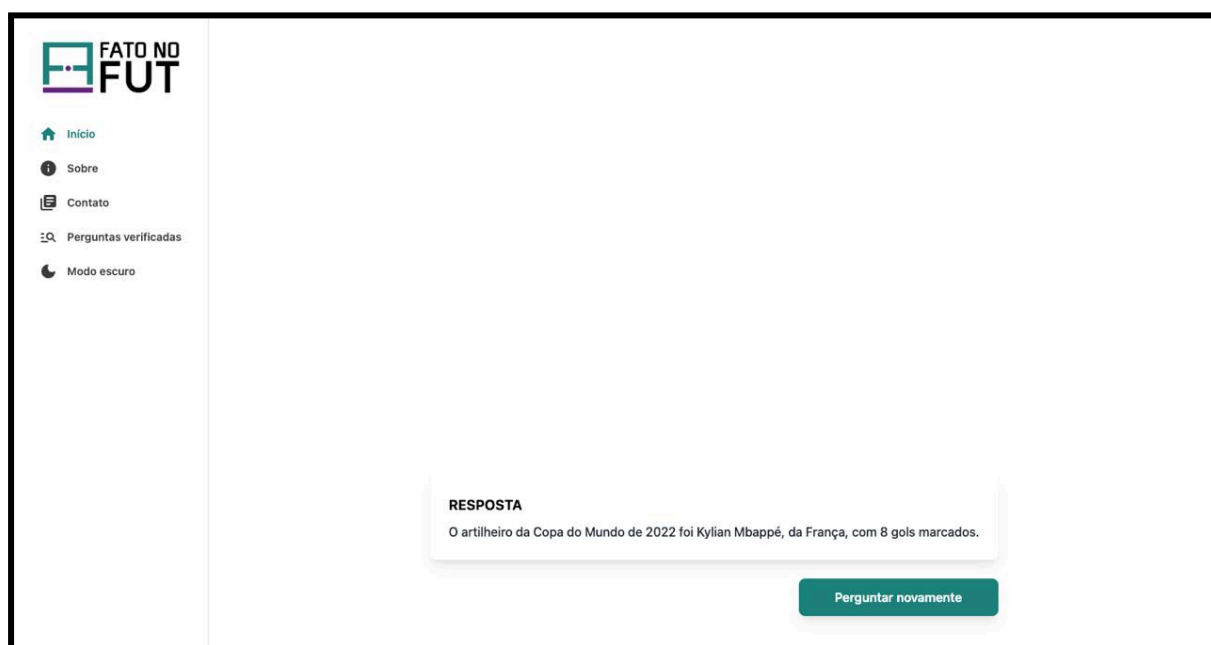 FATO NO
FUT
Início
Sobre
Contato
Perguntas verificadas
Modo escuro
RESPOSTA
O artilheiro da Copa do Mundo de 2022 foi Kylian Mbappé, da França, com 8 gols marcados.
Perguntar novamente